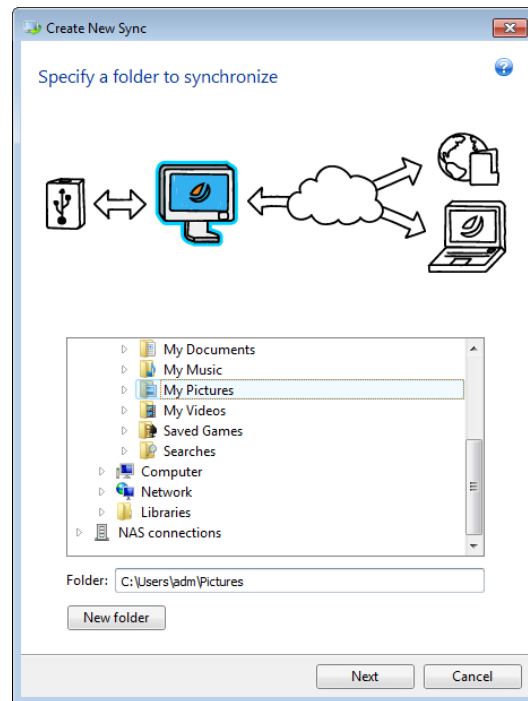 Create New Sync
Specify a folder to synchronize
My Documents
My Music
My Pictures
My Videos
Saved Games
Searches
Computer
Network
Libraries
NAS connections
Folder: C:\Users\adm\Pictures
New folder
Next Cancel